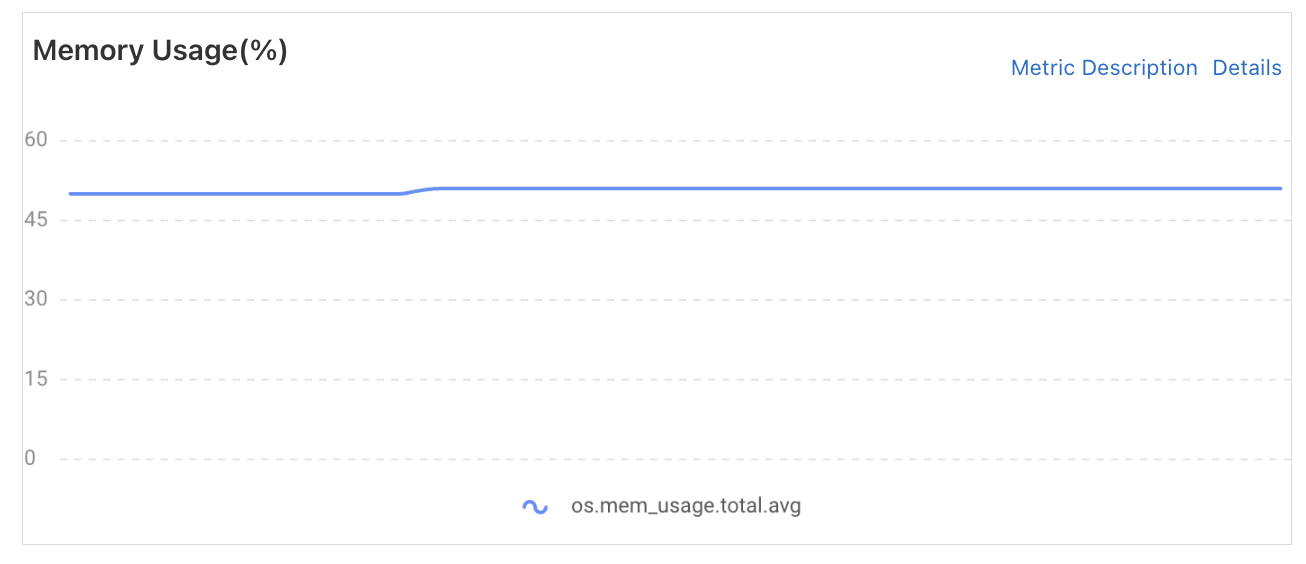 Memory Usage(%)
Metric Description Details
60
45
30
15
0
os.mem_usage.total.avg